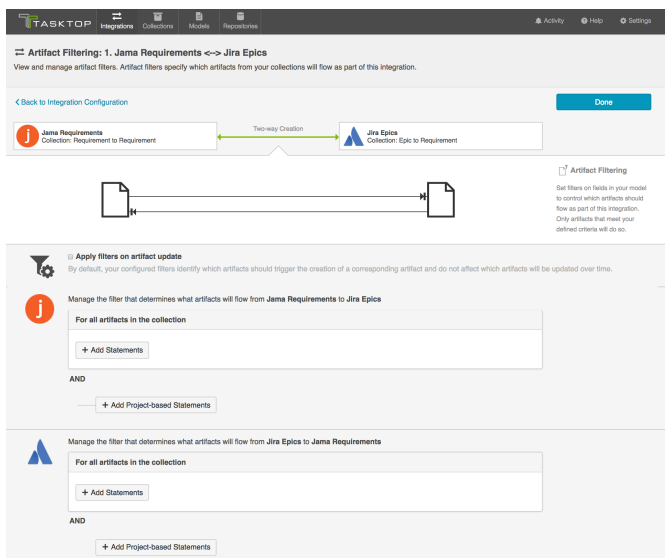 TASKTOP
Integrations
Collections
Models
Repositories
Activity
Help
Settings
Artifact Filtering: 1. Jama Requirements <--> Jira Epics
View and manage artifact filters. Artifact filters specify which artifacts from your collections will flow as part of this integration.
Back to Integration Configuration
Done
Jama Requirements
Collection: Requirement to Requirement
Two-way Creation
Jira Epics
Collection: Epic to Requirement
Artifact Filtering
Set filters on fields in your model
to control which artifacts should
flow as part of this integration.
Only artifacts that meet your
defined criteria will do so.
Apply filters on artifact update
By default, your configured filters identify which artifacts should trigger the creation of a corresponding artifact and do not affect which artifacts will be updated over time.
j
Manage the filter that determines what artifacts will flow from Jama Requirements to Jira Epics
For all artifacts in the collection
+ Add Statements
AND
+ Add Project-based Statements
Manage the filter that determines what artifacts will flow from Jira Epics to Jama Requirements
For all artifacts in the collection
+ Add Statements
AND
+ Add Project-based Statements